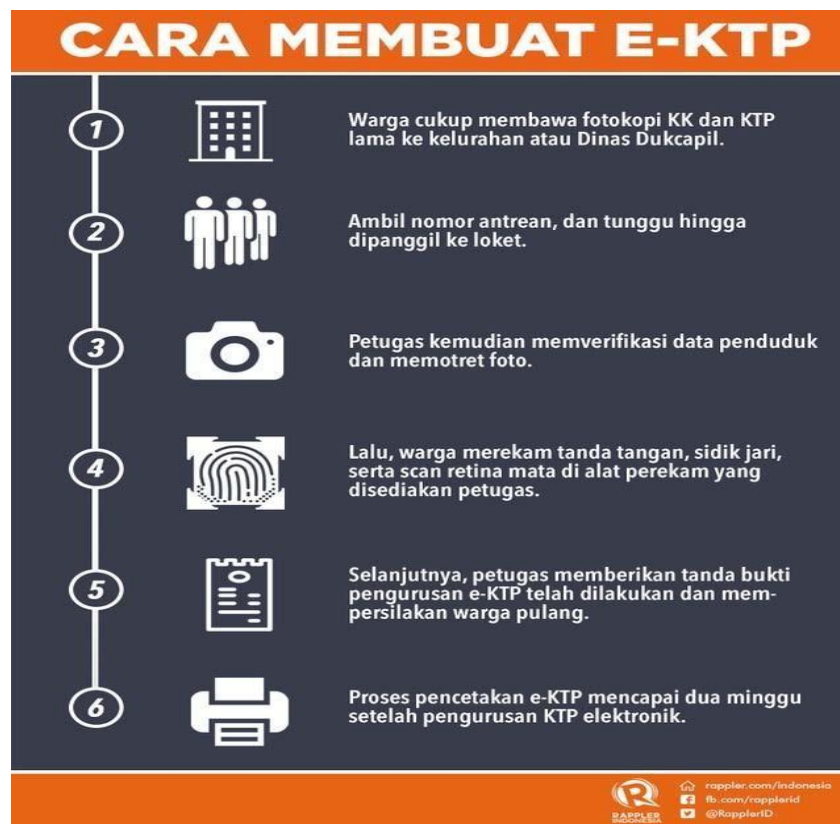 CARA MEMBUAT E-KTP
1
Warga cukup membawa fotokopi KK dan KTP
lama ke kelurahan atau Dinas Dukcapil.
2
Ambil nomor antrean, dan tunggu hingga
dipanggil ke loket.
3
Petugas kemudian memverifikasi data penduduk
dan memotret foto.
4
Lalu, warga merekam tanda tangan, sidik jari,
serta scan retina mata di alat perekam yang
disediakan petugas.
5
Selanjutnya, petugas memberikan tanda bukti
pengurusan e-KTP telah dilakukan dan mem-
persilakan warga pulang.
6
Proses pencetakan e-KTP mencapai dua minggu
setelah pengurusan KTP elektronik.
R
RAPPLER
INDONESIA
rappler.com/indonesia
fb.com/rapplerid
@RapplerID